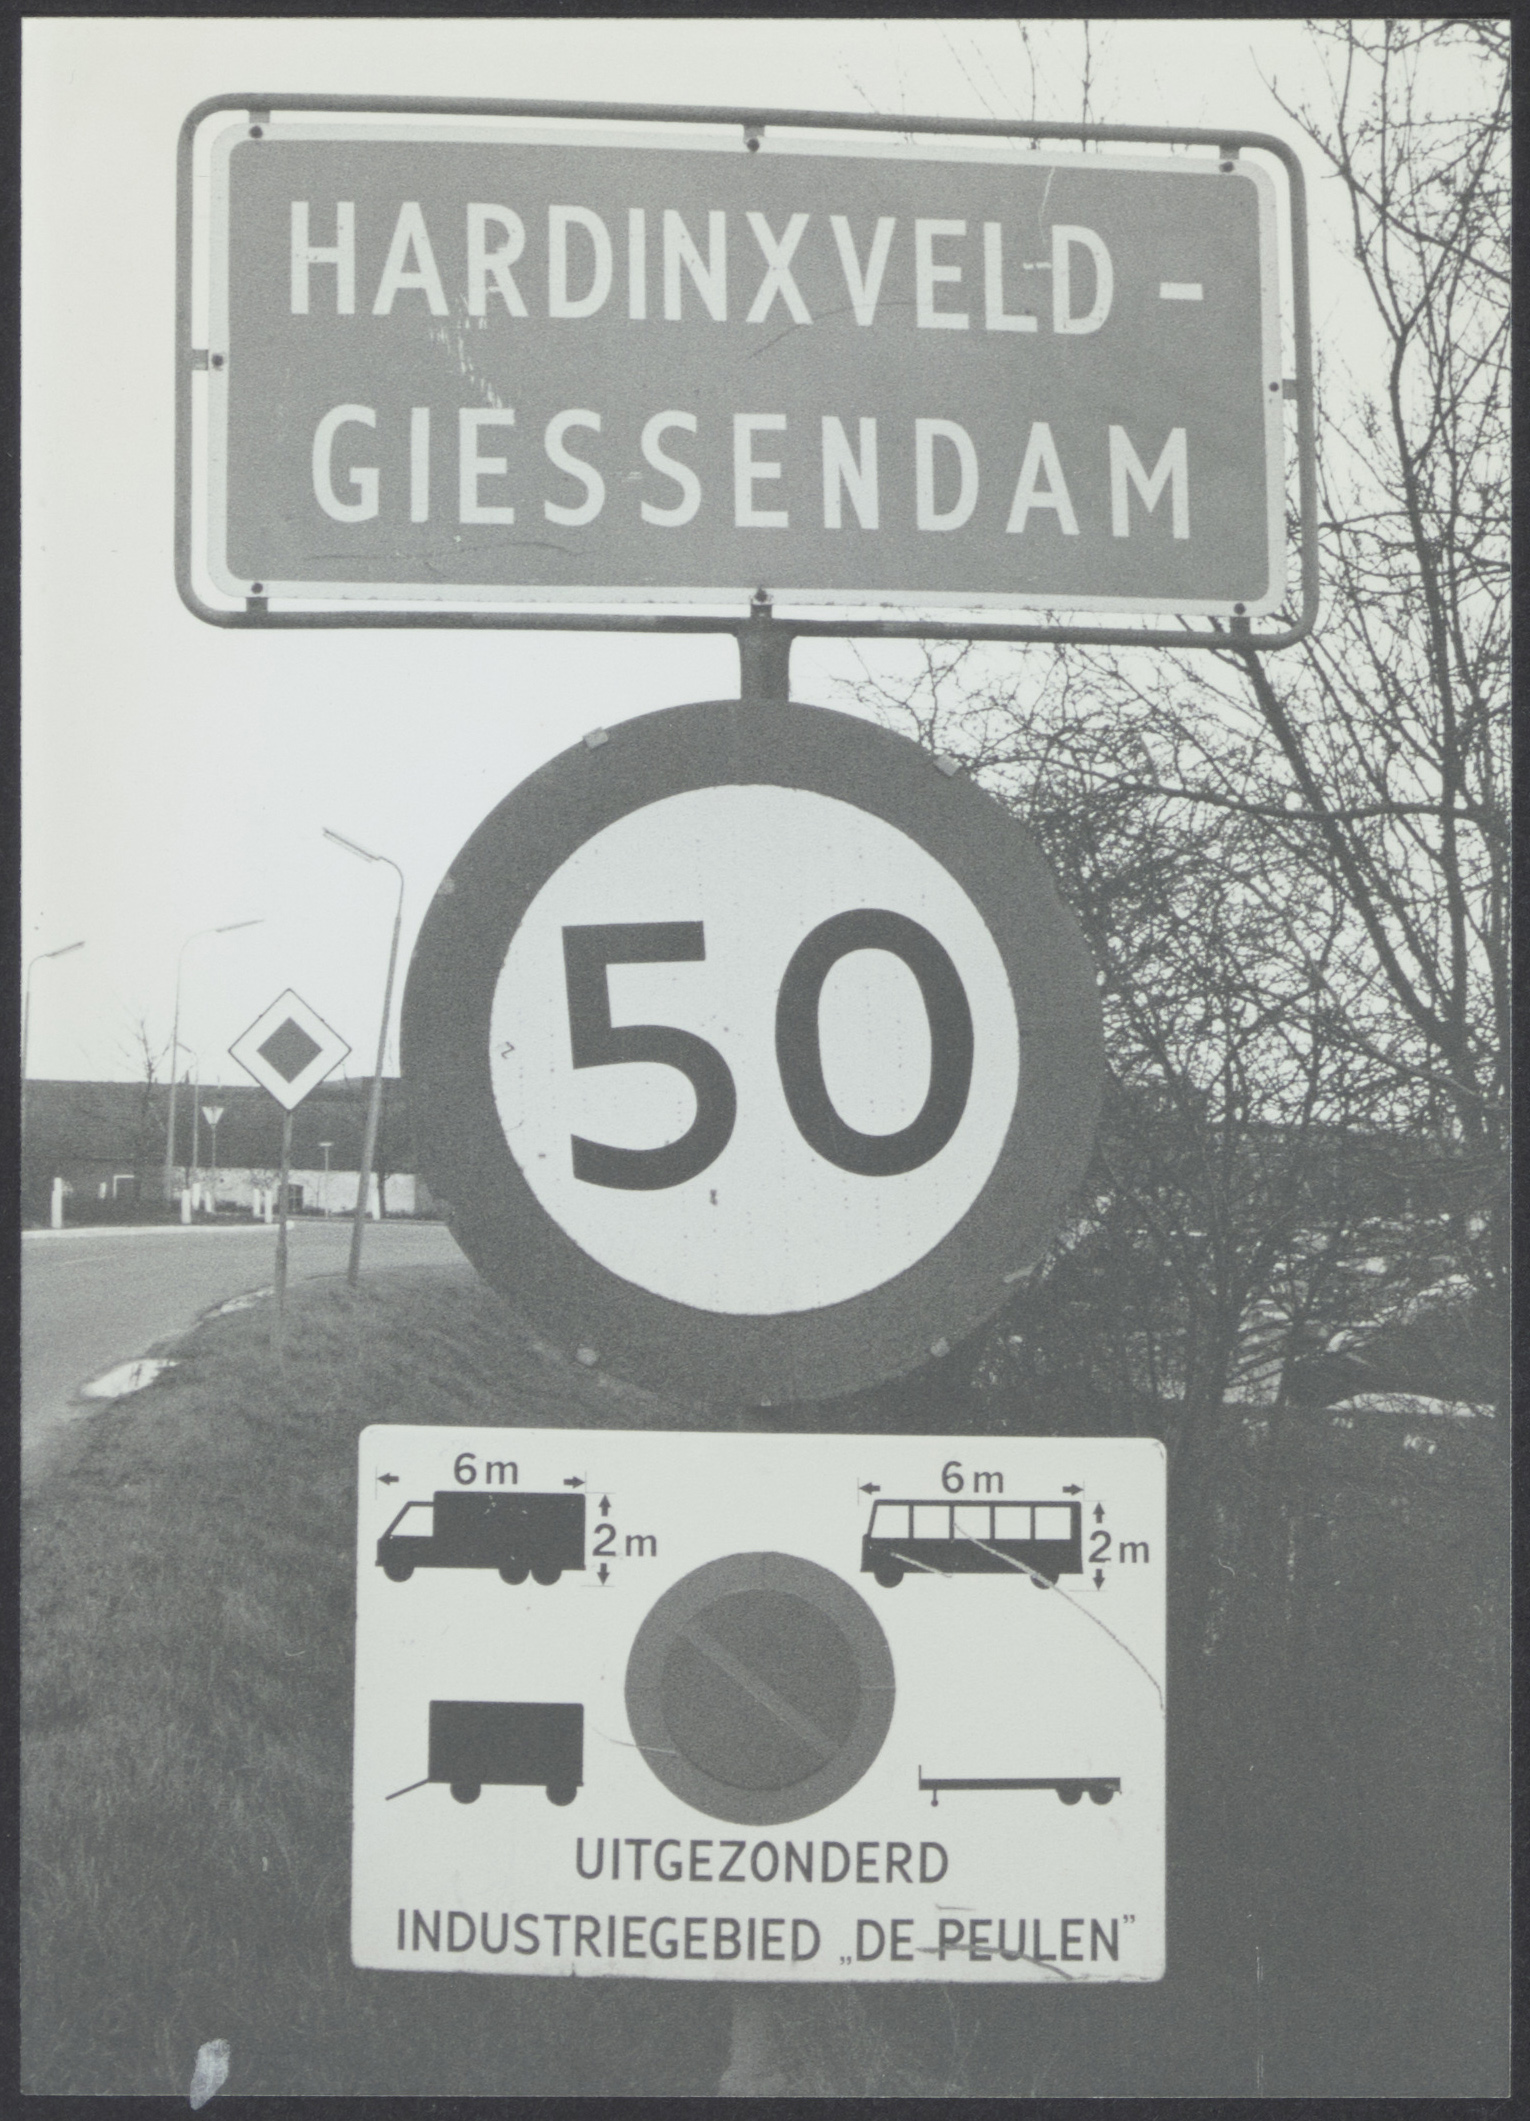 HARDINXVELD -
GIESSENDAM
50
6m
2m
6m
2m
UITGEZONDERD
INDUSTRIEGEBIED „DE PEULEN”